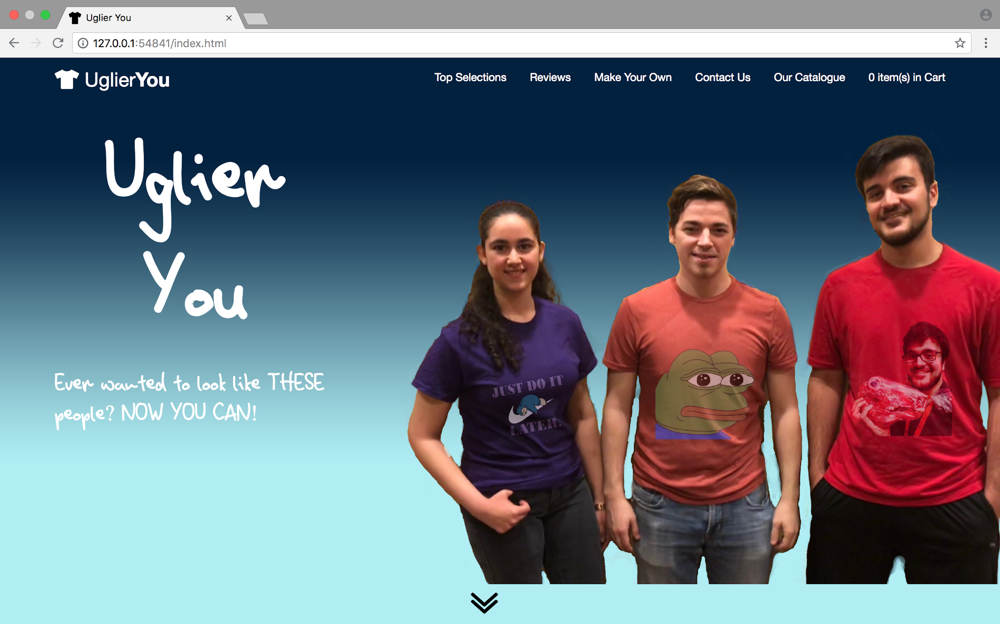 Uglier You
127.0.0.1:54841/index.html
UglierYou
Top Selections Reviews Make Your Own Contact Us Our Catalogue 0 item(s) in Cart
Uglier
You
Ever wanted to look like THESE
people? NOW YOU CAN!
JUST DO IT
LATER.